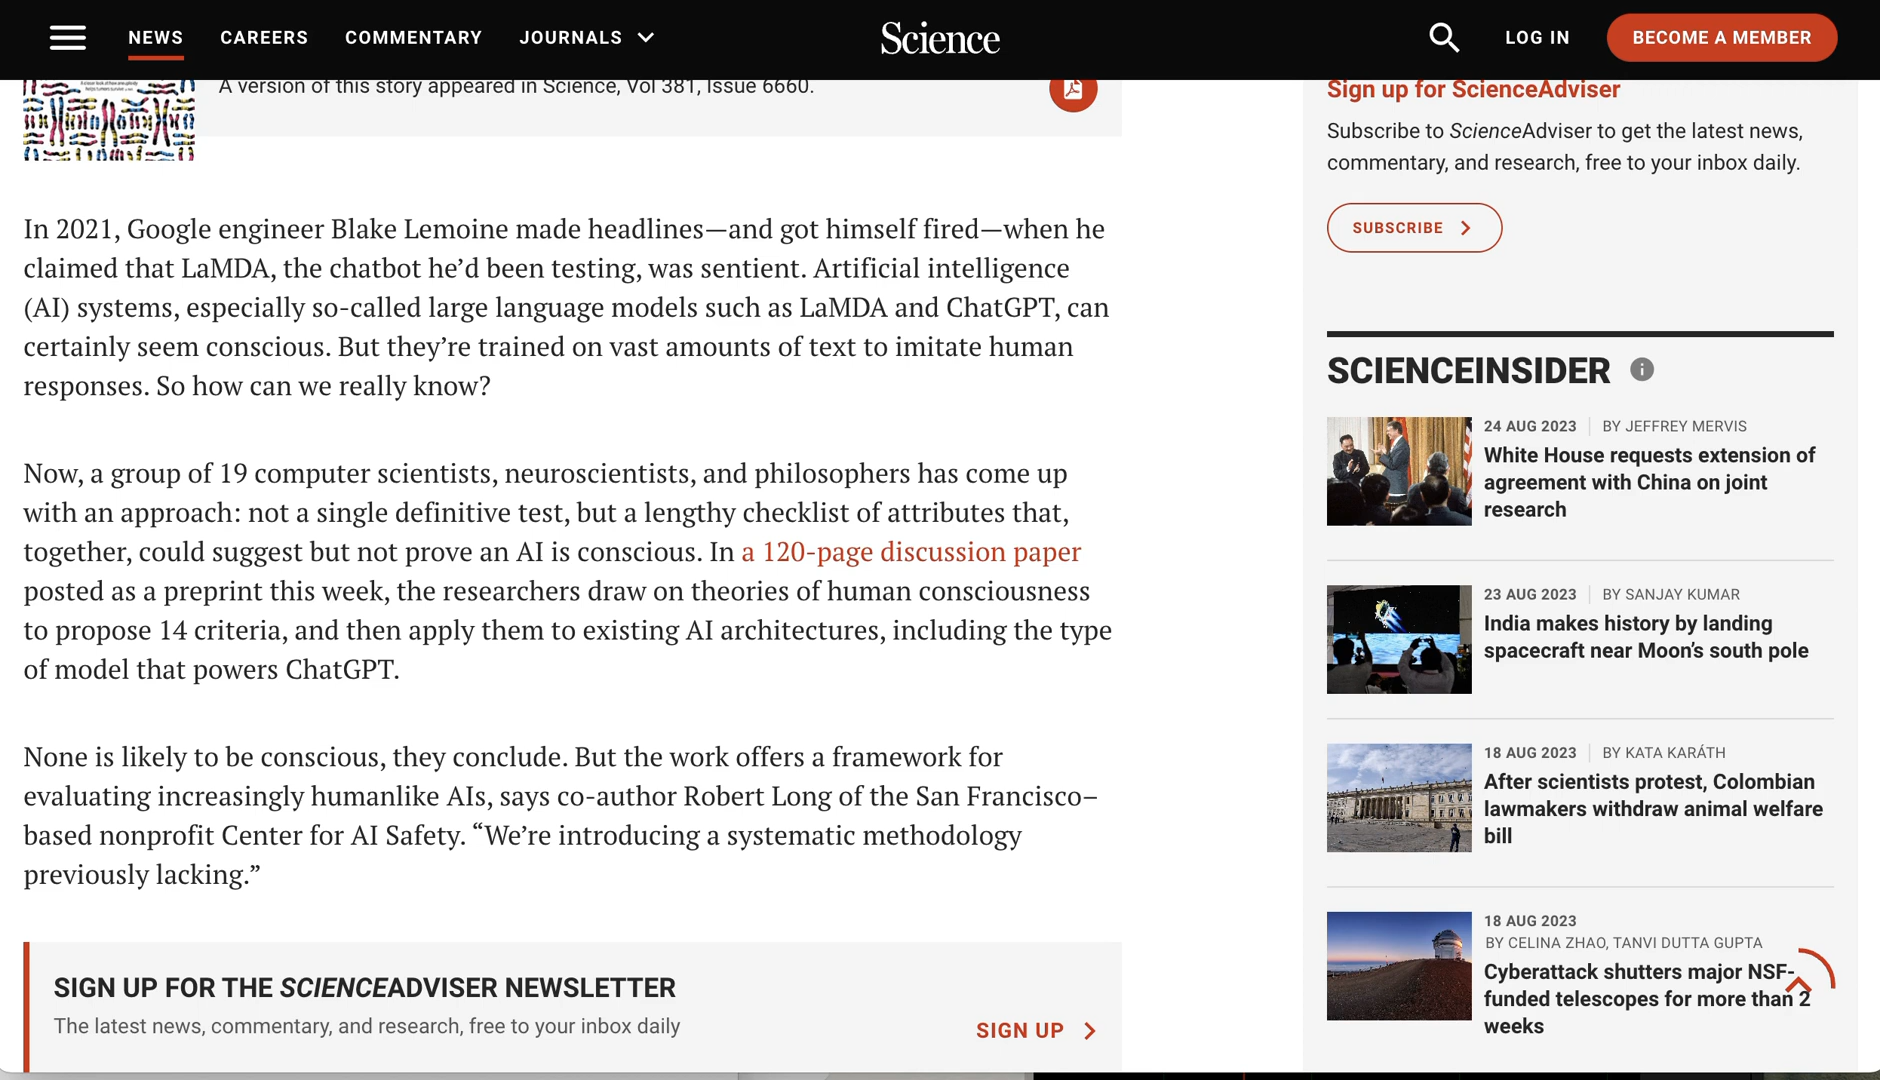 NEWS
CAREERS
COMMENTARY
JOURNALS
Science
LOG IN
BECOME A MEMBER
A version of this story appeared in Science, Vol 381, Issue 6660.
In 2021, Google engineer Blake Lemoine made headlines—and got himself fired—when he
claimed that LaMDA, the chatbot he’d been testing, was sentient. Artificial intelligence
(AI) systems, especially so-called large language models such as LaMDA and ChatGPT, can
certainly seem conscious. But they’re trained on vast amounts of text to imitate human
responses. So how can we really know?
Now, a group of 19 computer scientists, neuroscientists, and philosophers has come up
with an approach: not a single definitive test, but a lengthy checklist of attributes that,
together, could suggest but not prove an AI is conscious. In a 120-page discussion paper
posted as a preprint this week, the researchers draw on theories of human consciousness
to propose 14 criteria, and then apply them to existing AI architectures, including the type
of model that powers ChatGPT.
None is likely to be conscious, they conclude. But the work offers a framework for
evaluating increasingly humanlike AIs, says co-author Robert Long of the San Francisco–
based nonprofit Center for AI Safety. “We’re introducing a systematic methodology
previously lacking.”
SIGN UP FOR THE SCIENCEADVISER NEWSLETTER
The latest news, commentary, and research, free to your inbox daily
SIGN UP
Sign up for ScienceAdviser
Subscribe to ScienceAdviser to get the latest news,
commentary, and research, free to your inbox daily.
SUBSCRIBE
SCIENCEINSIDER
24 AUG 2023 BY JEFFREY MERVIS
White House requests extension of
agreement with China on joint
research
23 AUG 2023 BY SANJAY KUMAR
India makes history by landing
spacecraft near Moon’s south pole
18 AUG 2023 BY KATA KARÁTH
After scientists protest, Colombian
lawmakers withdraw animal welfare
bill
18 AUG 2023
BY CELINA ZHAO, TANVI DUTTA GUPTA
Cyberattack shutters major NSF-
funded telescopes for more than 2
weeks